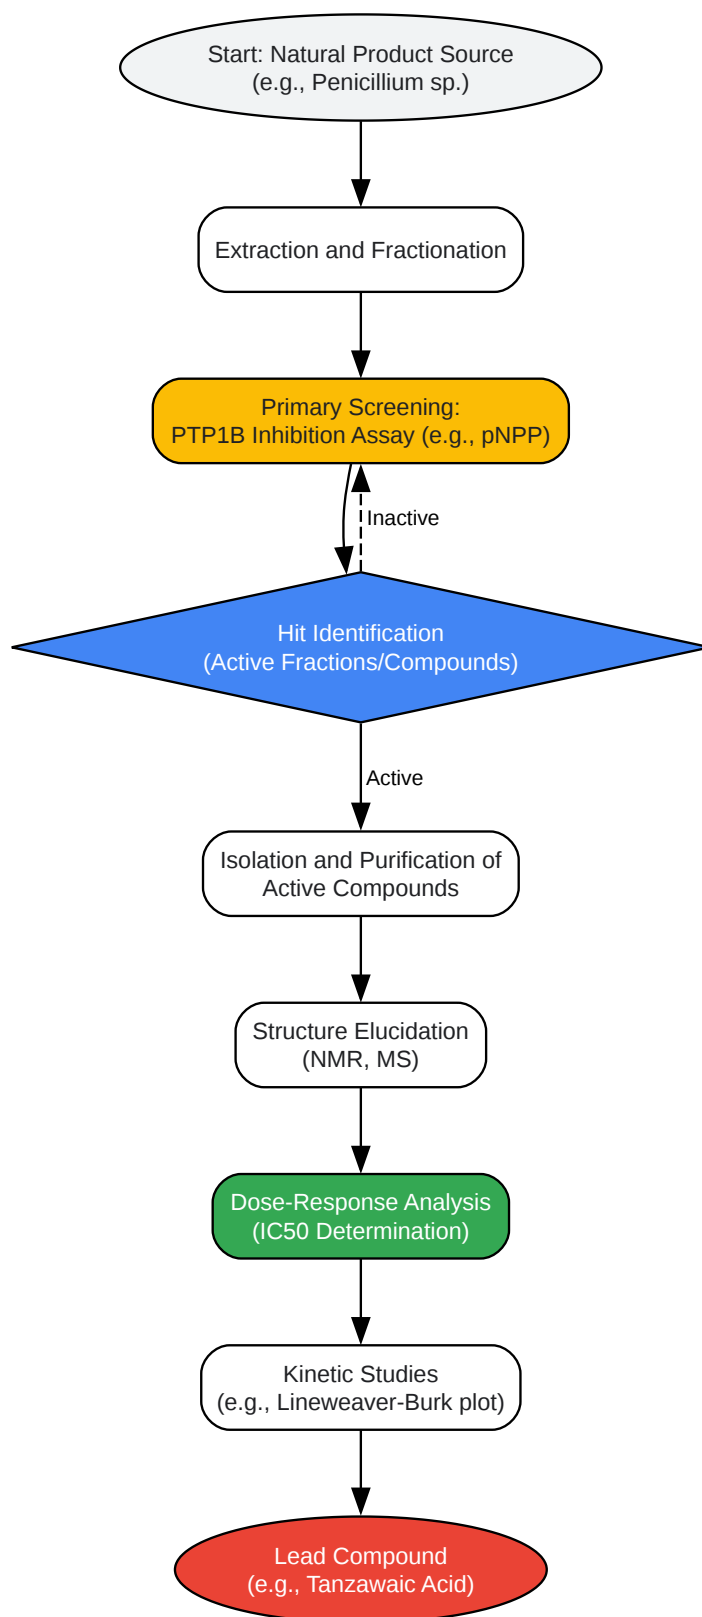 Start: Natural Product Source
(e.g., Penicillium sp.)
Extraction and Fractionation
Primary Screening:
PTP1B Inhibition Assay (e.g., pNPP)
Inactive
Hit Identification
(Active Fractions/Compounds)
Active
Isolation and Purification of
Active Compounds
Structure Elucidation
(NMR, MS)
Dose-Response Analysis
(IC50 Determination)
Kinetic Studies
(e.g., Lineweaver-Burk plot)
Lead Compound
(e.g., Tanzawaic Acid)